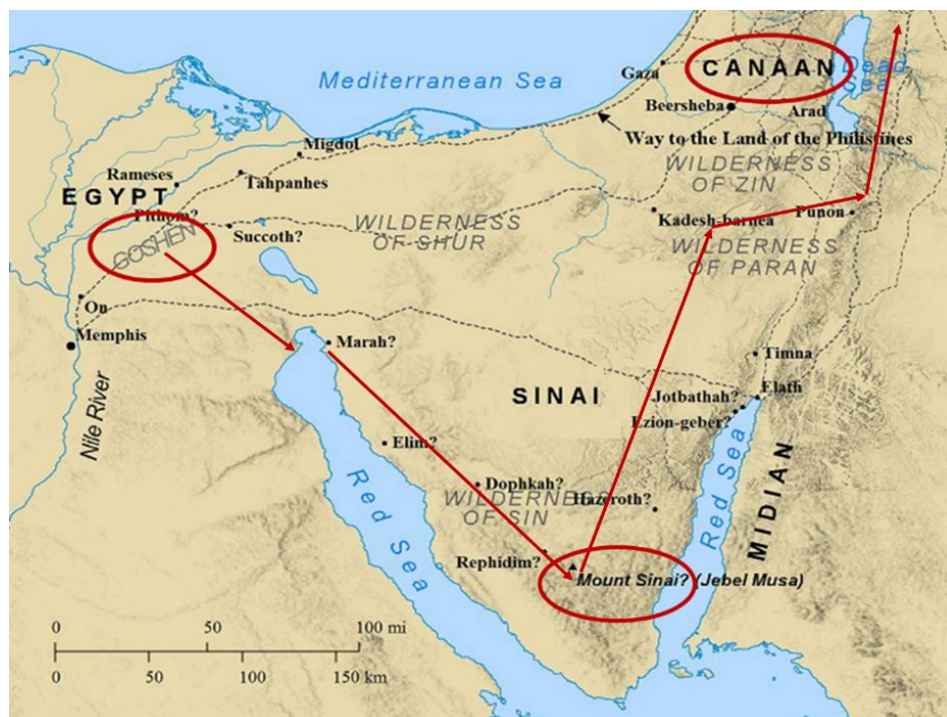 Mediterranean Sea
Gaza
CANAAN
Dead
Sea
Beersheba
Arad
Way to the Land of the Philistines
Migdol
WILDERNESS
OF ZIN
Rameses
Tahpanhes
EGYPT
Pithom?
Kadesh-barnea
Punon
WILDERNESS
OF SHUR
Succoth?
GOSHEN
WILDERNESS
OF PARAN
On
Memphis
Marah?
Timna
SINAI
Jotbathah?
Elath
Ezion-geber?
Nile River
Elim?
Red Sea
MIDIAN
Dophkah?
WILDERNESS
OF SIN
Hazeroth?
Red Sea
Rephidim?
Mount Sinai? (Jebel Musa)
0 50 100 mi
0 50 100 150 km